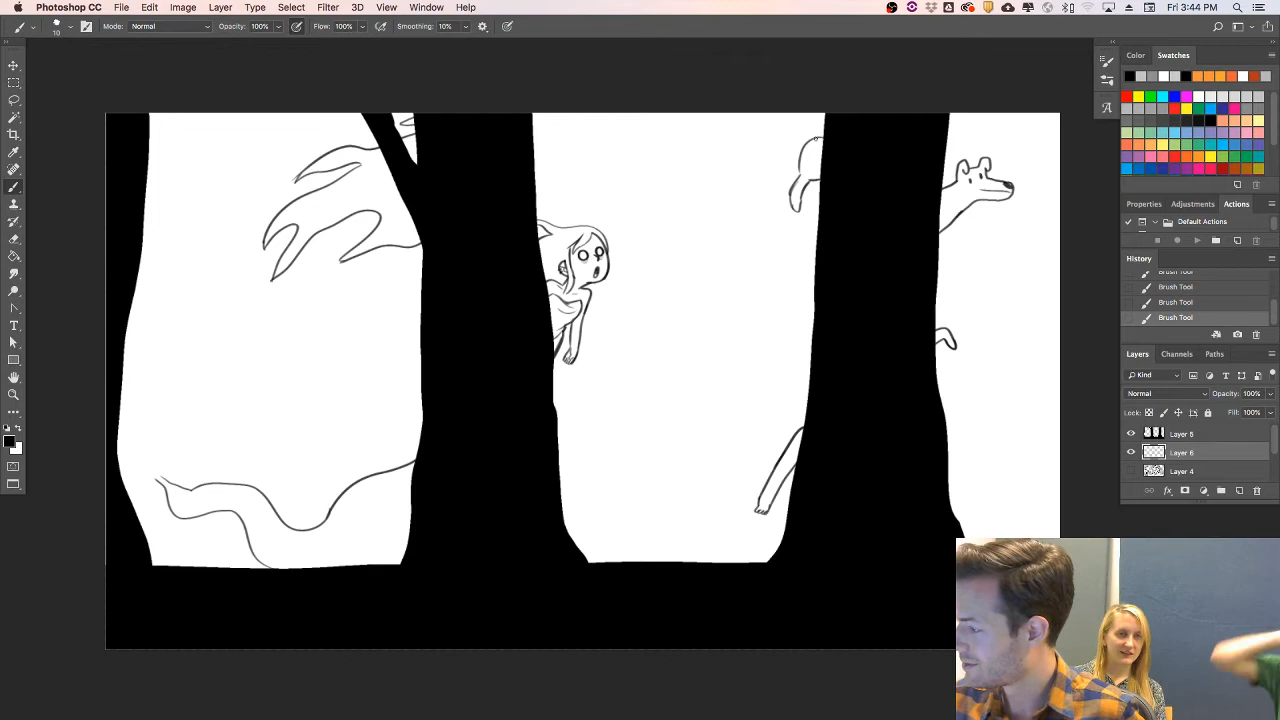 Photoshop CC File Edit Image Layer Type Select Filter 3D View Window Help Fri 3:44 PM
10 Mode: Normal Opacity: 100% Flow: 100% Smoothing: 10%
Color Swatches
Properties Adjustments Actions
Default Actions
History
Brush Tool
Brush Tool
Brush Tool
Brush Tool
Layers Channels Paths
Kind
Normal Opacity: 100%
Lock: Fill: 100%
Layer 5
Layer 6
Layer 4
fx